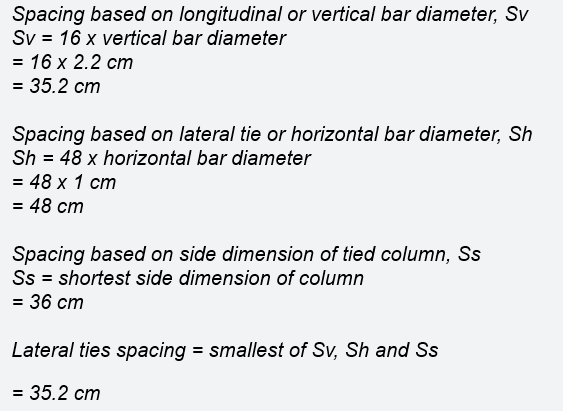 Spacing based on longitudinal or vertical bar diameter, Sv
Sv = 16 x vertical bar diameter
= 16 x 2.2 cm
= 35.2 cm
Spacing based on lateral tie or horizontal bar diameter, Sh
Sh = 48 x horizontal bar diameter
= 48 x 1 cm
= 48 cm
Spacing based on side dimension of tied column, Ss
Ss = shortest side dimension of column
= 36 cm
Lateral ties spacing = smallest of Sv, Sh and Ss
= 35.2 cm